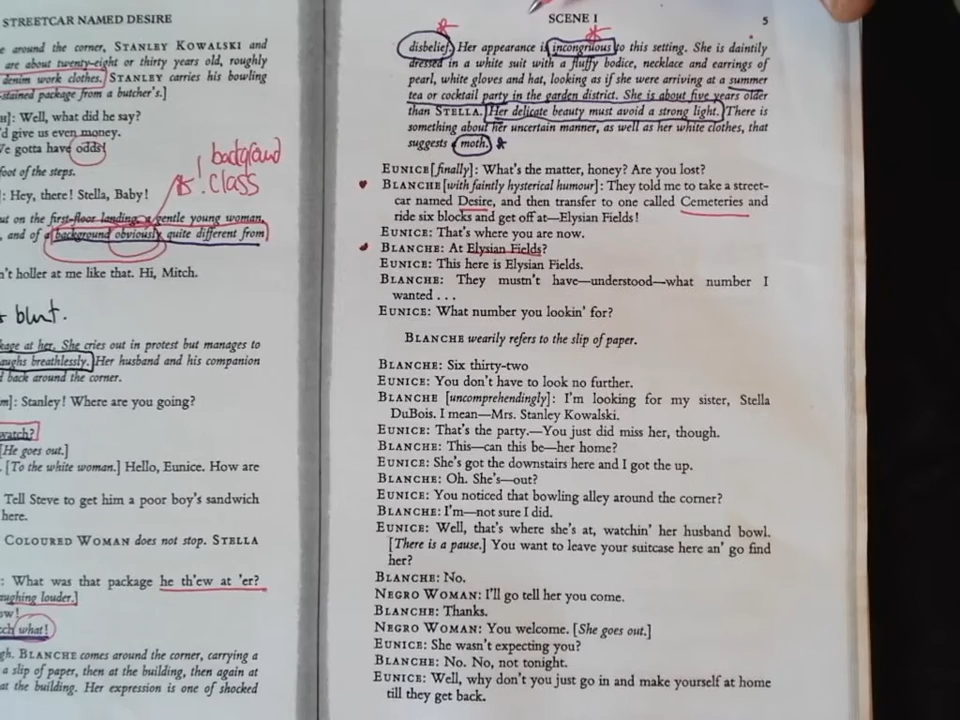 STREETCAR NAMED DESIRE
e around the corner, STANLEY KOWALSKI and
are about twenty-eight or thirty years old, roughly
denim work clothes. STANLEY carries his bowling
-stained package from a butcher's.]
H]: Well, what did he say?
'd give us even money.
We gotta have odds!
foot of the steps.
]: Hey, there! Stella, Baby!
ut on the first-floor landing, a gentle young woman,
, and of a background obviously quite different from
! background
class
n't holler at me like that. Hi, Mitch.
blunt.
kage at her. She cries out in protest but manages to
aughs breathlessly. Her husband and his companion
d back around the corner.
m]: Stanley! Where are you going?
watch?
[He goes out.]
. [To the white woman.] Hello, Eunice. How are
Tell Steve to get him a poor boy's sandwich
here.
COLOURED WOMAN does not stop. STELLA
: What was that package he th'ew at 'er?
ughing louder.]
ow!
tch what!
gh. BLANCHE comes around the corner, carrying a
a slip of paper, then at the building, then again at
at the building. Her expression is one of shocked
SCENE I 5
disbelief. Her appearance is incongruous to this setting. She is daintily
dressed in a white suit with a fluffy bodice, necklace and earrings of
pearl, white gloves and hat, looking as if she were arriving at a summer
tea or cocktail party in the garden district. She is about five years older
than STELLA. Her delicate beauty must avoid a strong light. There is
something about her uncertain manner, as well as her white clothes, that
suggests a moth.
EUNICE [finally]: What's the matter, honey? Are you lost?
BLANCHE [with faintly hysterical humour]: They told me to take a street-
car named Desire, and then transfer to one called Cemeteries and
ride six blocks and get off at—Elysian Fields!
EUNICE: That's where you are now.
BLANCHE: At Elysian Fields?
EUNICE: This here is Elysian Fields.
BLANCHE: They mustn't have—understood—what number I
wanted . . .
EUNICE: What number you lookin' for?
BLANCHE wearily refers to the slip of paper.
BLANCHE: Six thirty-two
EUNICE: You don't have to look no further.
BLANCHE [uncomprehendingly]: I'm looking for my sister, Stella
DuBois. I mean—Mrs. Stanley Kowalski.
EUNICE: That's the party.—You just did miss her, though.
BLANCHE: This—can this be—her home?
EUNICE: She's got the downstairs here and I got the up.
BLANCHE: Oh. She's—out?
EUNICE: You noticed that bowling alley around the corner?
BLANCHE: I'm—not sure I did.
EUNICE: Well, that's where she's at, watchin' her husband bowl.
[There is a pause.] You want to leave your suitcase here an' go find
her?
BLANCHE: No.
NEGRO WOMAN: I'll go tell her you come.
BLANCHE: Thanks.
NEGRO WOMAN: You welcome. [She goes out.]
EUNICE: She wasn't expecting you?
BLANCHE: No. No, not tonight.
EUNICE: Well, why don't you just go in and make yourself at home
till they get back.